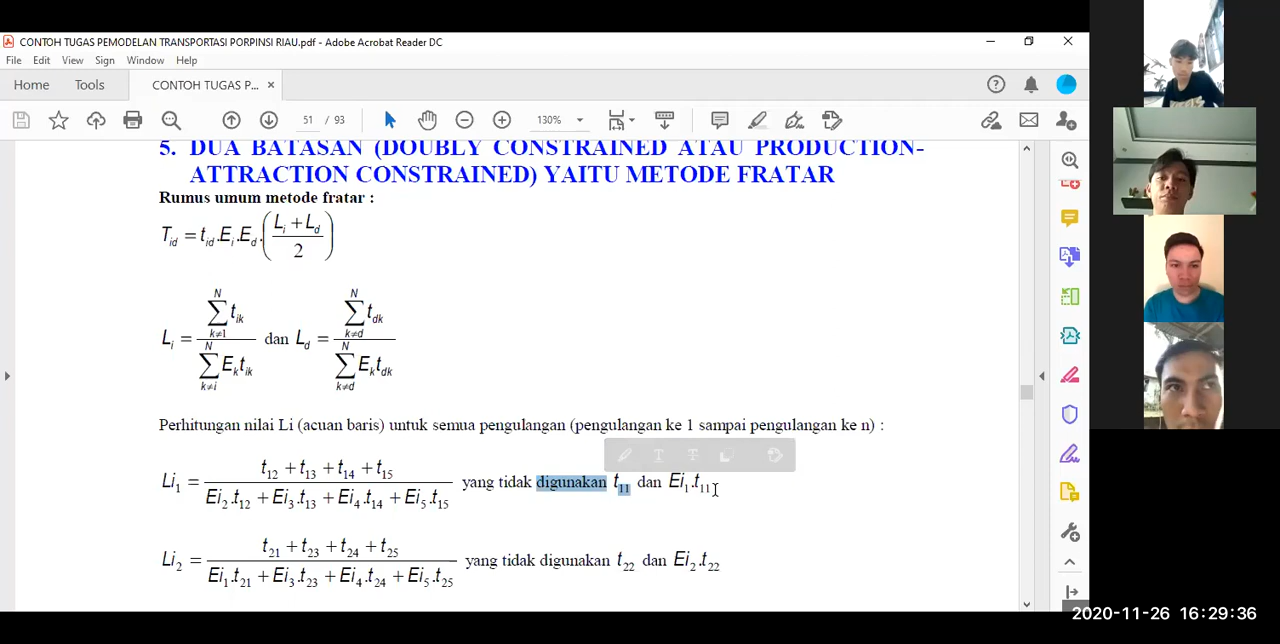 CONTOH TUGAS PEMODELAN TRANSPORTASI PORPINSI RIAU.pdf - Adobe Acrobat Reader DC
File Edit View Sign Window Help
Home Tools CONTOH TUGAS P... ×
51 / 93 130%
5. DUA BATASAN (DOUBLY CONSTRAINED ATAU PRODUCTION-
ATTRACTION CONSTRAINED) YAITU METODE FRATAR
Rumus umum metode fratar :
T_id = t_id.E_i.E_d.((L_i + L_d)/2)
L_i = (∑_{k≠1}^{N} t_ik)/(∑_{k≠i}^{N} E_k t_ik) dan L_d = (∑_{k≠d}^{N} t_dk)/(∑_{k≠d}^{N} E_k t_dk)
Perhitungan nilai Li (acuan baris) untuk semua pengulangan (pengulangan ke 1 sampai pengulangan ke n) :
Li_1 = (t_12 + t_13 + t_14 + t_15)/(Ei_2.t_12 + Ei_3.t_13 + Ei_4.t_14 + Ei_5.t_15) yang tidak digunakan t_11 dan Ei_1.t_11
Li_2 = (t_21 + t_23 + t_24 + t_25)/(Ei_1.t_21 + Ei_3.t_23 + Ei_4.t_24 + Ei_5.t_25) yang tidak digunakan t_22 dan Ei_2.t_22
2020-11-26 16:29:36